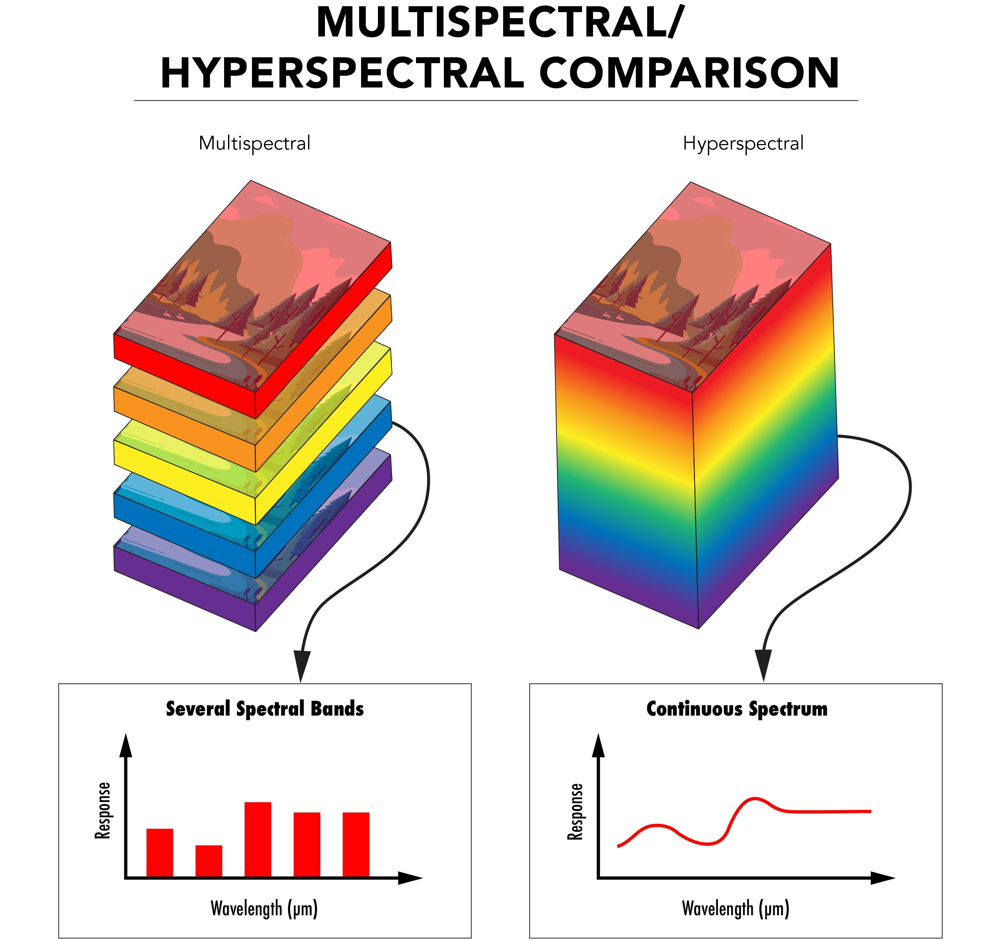 MULTISPECTRAL/
HYPERSPECTRAL COMPARISON
Multispectral
Hyperspectral
Several Spectral Bands
Response
Wavelength (µm)
Continuous Spectrum
Response
Wavelength (µm)